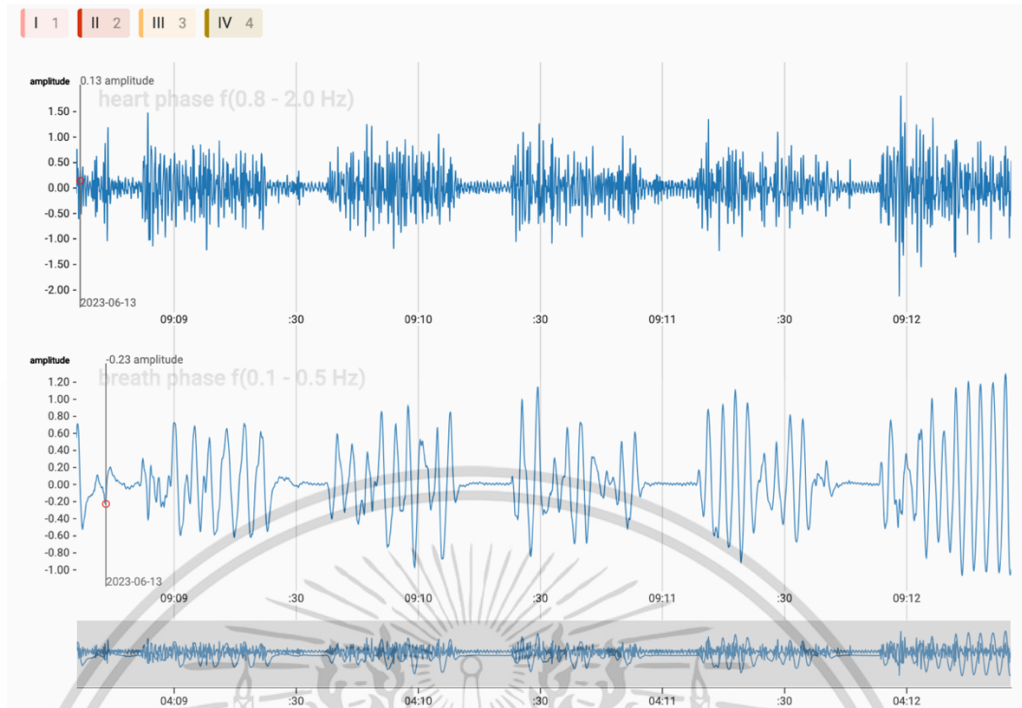 I 1 II 2 III 3 IV 4
amplitude 0.13 amplitude
heart phase f(0.8 - 2.0 Hz)
1.50
1.00
0.50
0.00
-0.50
-1.00
-1.50
-2.00
2023-06-13
09:09 :30 09:10 :30 09:11 :30 09:12
amplitude -0.23 amplitude
breath phase f(0.1 - 0.5 Hz)
1.20
1.00
0.80
0.60
0.40
0.20
0.00
-0.20
-0.40
-0.60
-0.80
-1.00
2023-06-13
09:09 :30 09:10 :30 09:11 :30 09:12
04:09 :30 04:10 :30 04:11 :30 04:12